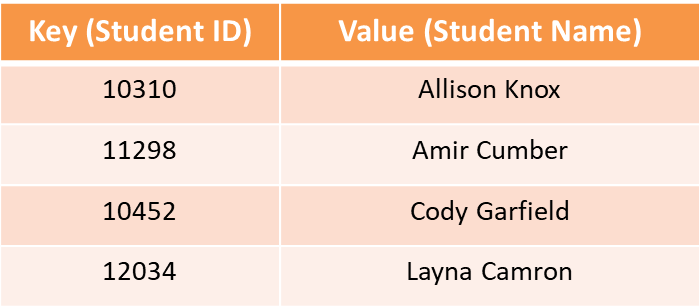 Key (Student ID) Value (Student Name)
10310 Allison Knox
11298 Amir Cumber
10452 Cody Garfield
12034 Layna Camron